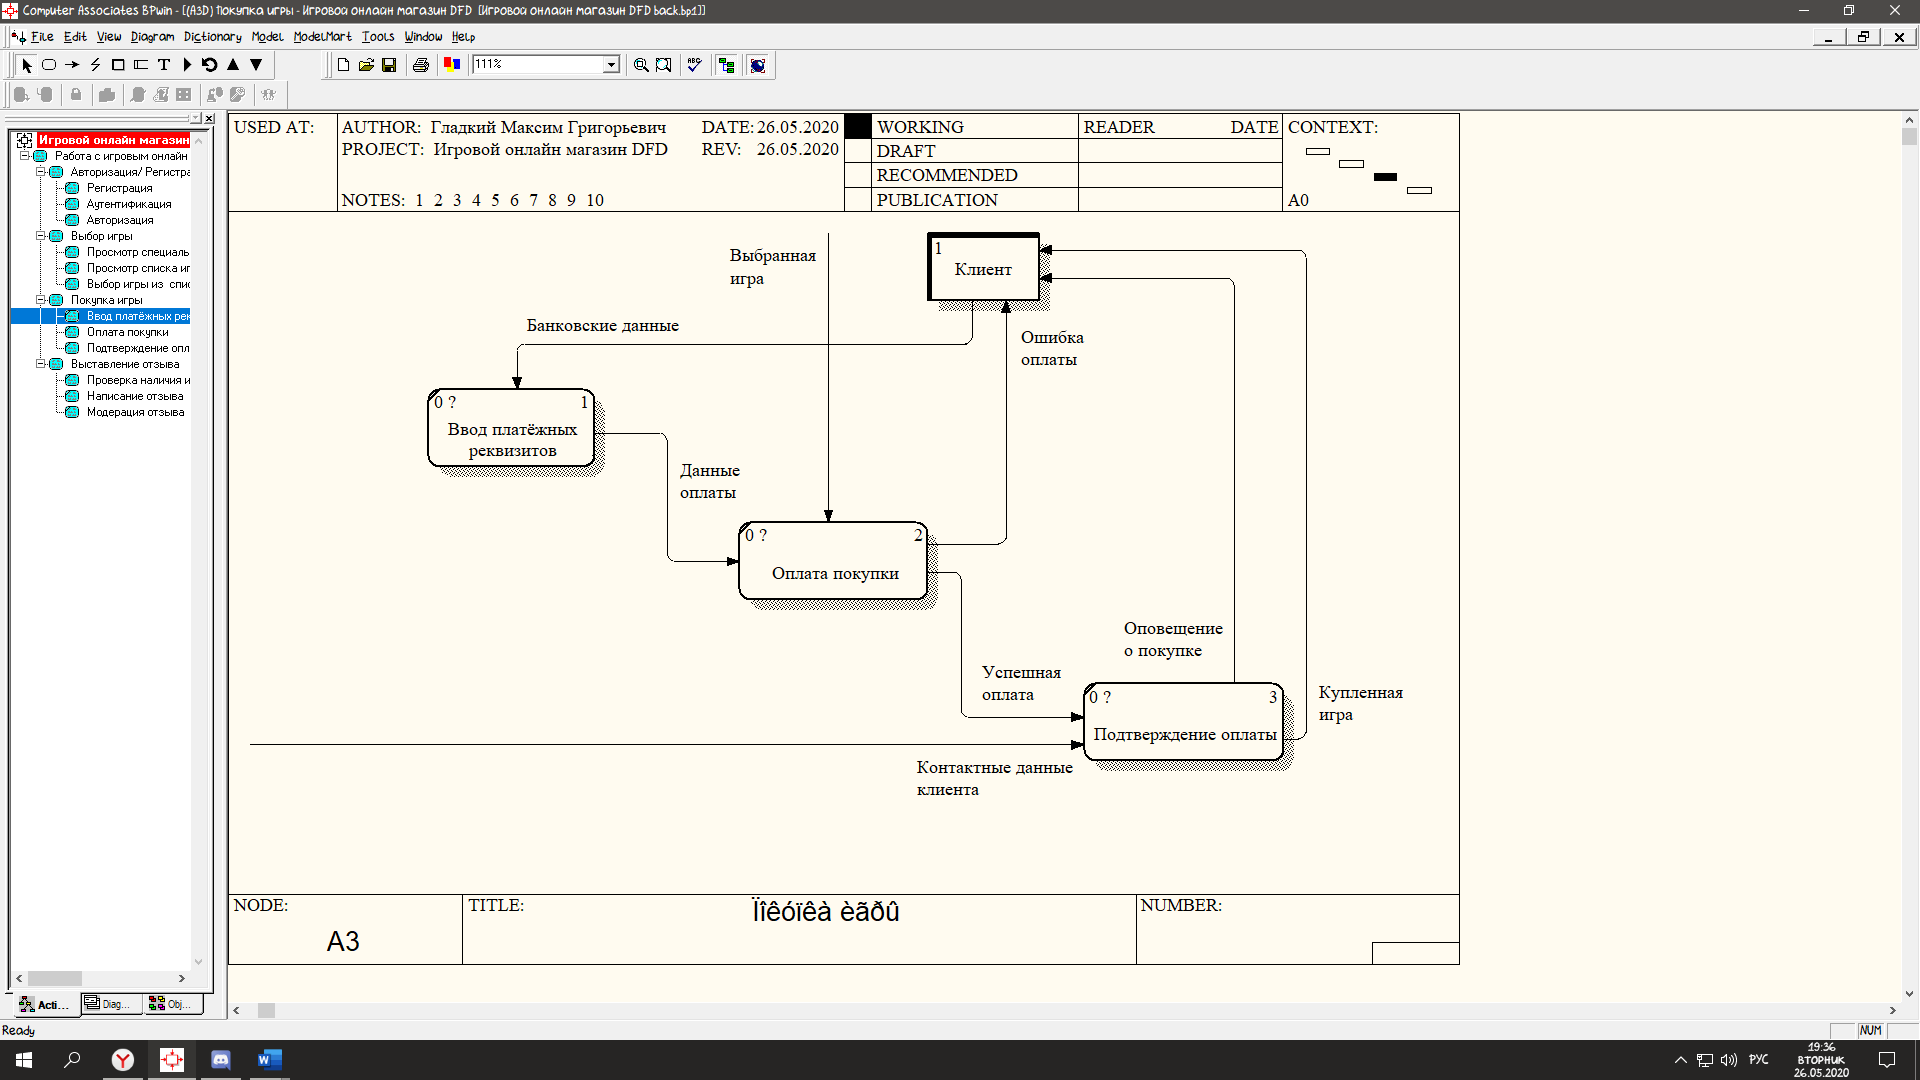 Computer Associates BPwin - [(A3D) Покупка игры - Игровой онлайн магазин DFD  [Игровой онлайн магазин DFD back.bp1]]
File Edit View Diagram Dictionary Model ModelMart Tools Window Help
111%
Игровой онлайн магазин
Работа с игровым онлайн
Авторизация/ Регистра
Регистрация
Аутентификация
Авторизация
Выбор игры
Просмотр специаль
Просмотр списка иг
Выбор игры из спис
Покупка игры
Ввод платёжных рек
Оплата покупки
Подтверждение опл
Выставление отзыва
Проверка наличия и
Написание отзыва
Модерация отзыва
Acti... Diag... Obj...
USED AT:
AUTHOR: Гладкий Максим Григорьевич
DATE: 26.05.2020
PROJECT: Игровой онлайн магазин DFD
REV: 26.05.2020
NOTES: 1 2 3 4 5 6 7 8 9 10
WORKING
DRAFT
RECOMMENDED
PUBLICATION
READER DATE
CONTEXT:
A0
Выбранная
игра
1
Клиент
Банковские данные
Ошибка
оплаты
0 ? 1
Ввод платёжных
реквизитов
Данные
оплаты
0 ? 2
Оплата покупки
Оповещение
о покупке
Успешная
оплата
0 ? 3
Подтверждение оплаты
Купленная
игра
Контактные данные
клиента
NODE:
A3
TITLE:
Ïîêóïêà èãðû
NUMBER:
Ready
NUM
РУС
19:36
ВТОРНИК
26.05.2020